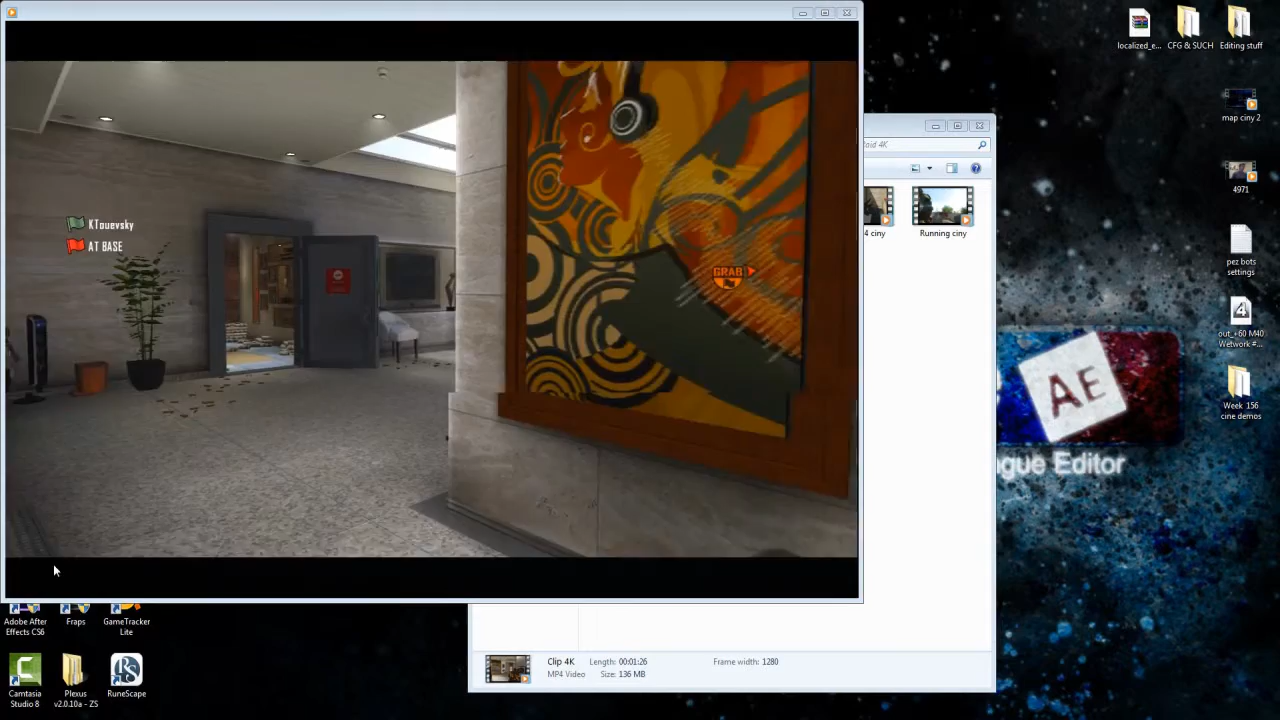 localized_e...
CFG & SUCH
Editing stuff
map ciny 2
aid 4K
4971
4 ciny
Running ciny
KTouevsky
AT BASE
GRAB
pez bots
settings
out_+60 M40
Wetwork #...
AE
Week 156
cine demos
gue Editor
Adobe After
Effects CS6
Fraps
GameTracker
Lite
Clip 4K
Length: 00:01:26
Frame width: 1280
MP4 Video
Size: 136 MB
Camtasia
Studio 8
Plexus
v2.0.10a - ZS
RuneScape